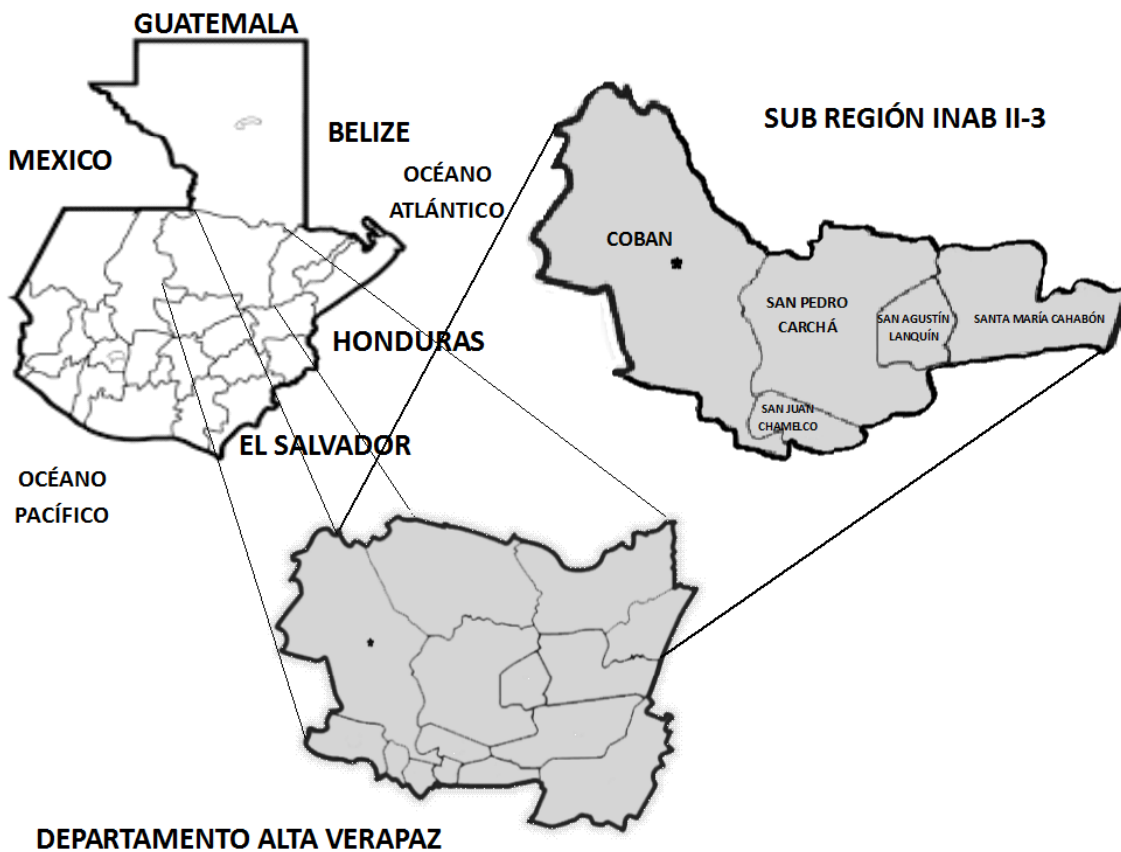 GUATEMALA
BELIZE
MEXICO
OCÉANO
ATLÁNTICO
HONDURAS
EL SALVADOR
OCÉANO
PACÍFICO
SUB REGIÓN INAB II-3
COBAN
SAN PEDRO
CARCHÁ
SAN AGUSTÍN
LANQUÍN
SANTA MARÍA CAHABÓN
SAN JUAN
CHAMELCO
DEPARTAMENTO ALTA VERAPAZ